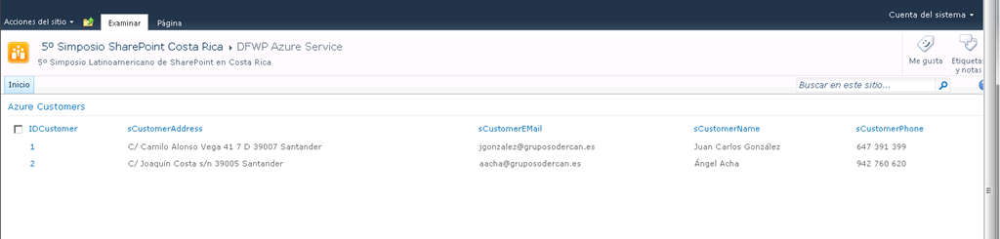 Acciones del sitio Examinar Página Cuenta del sistema
5º Simposio SharePoint Costa Rica DFWP Azure Service
5º Simposio Latinoamericano de SharePoint en Costa Rica
Me gusta Etiquetas y notas
Inicio Buscar en este sitio...
Azure Customers
IDCustomer sCustomerAddress sCustomerEMail sCustomerName sCustomerPhone
1 C/ Camilo Alonso Vega 41 7 D 39007 Santander jgonzalez@gruposodercan.es Juan Carlos González 647 391 399
2 C/ Joaquín Costa s/n 39005 Santander aacha@gruposodercan.es Ángel Acha 942 760 620